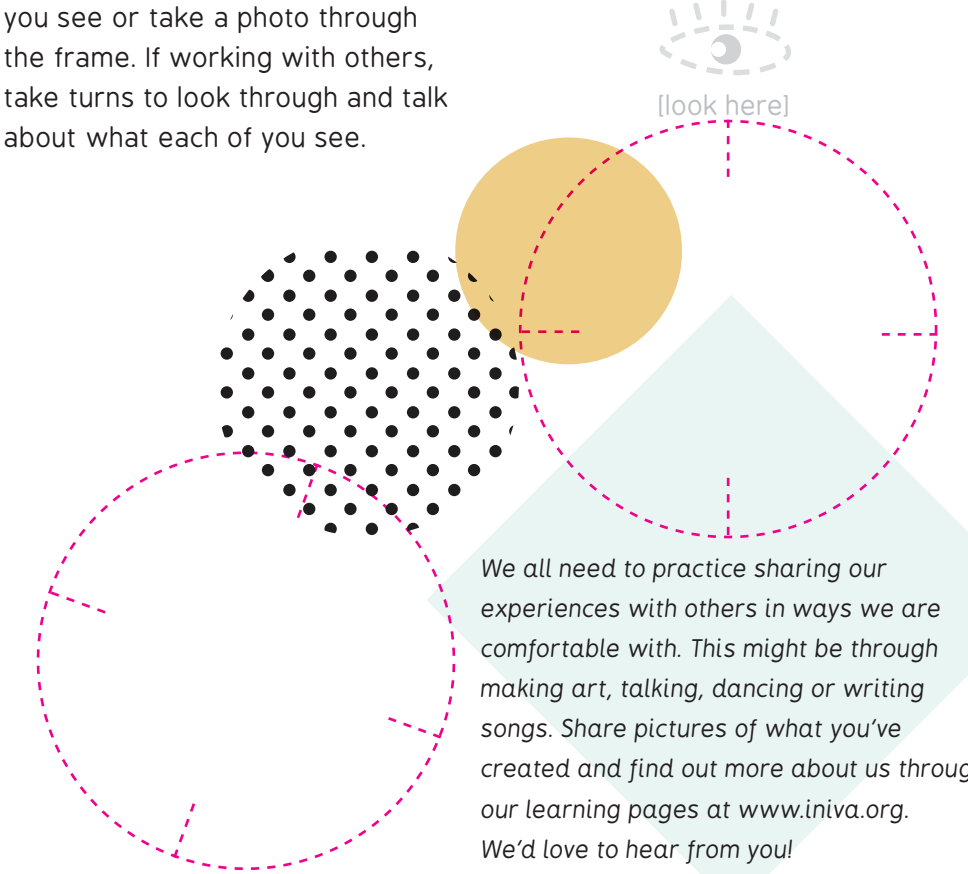 you see or take a photo through
the frame. If working with others,
take turns to look through and talk
about what each of you see.
[look here]
We all need to practice sharing our
experiences with others in ways we are
comfortable with. This might be through
making art, talking, dancing or writing
songs. Share pictures of what you’ve
created and find out more about us throug
our learning pages at www.iniva.org.
We’d love to hear from you!